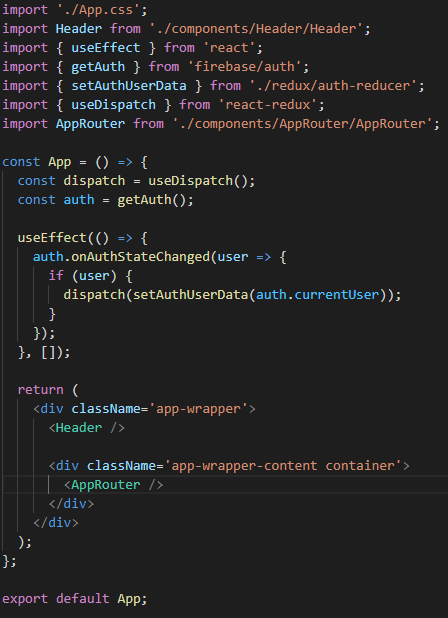 import './App.css';
import Header from './components/Header/Header';
import { useEffect } from 'react';
import { getAuth } from 'firebase/auth';
import { setAuthUserData } from './redux/auth-reducer';
import { useDispatch } from 'react-redux';
import AppRouter from './components/AppRouter/AppRouter';

const App = () => {
  const dispatch = useDispatch();
  const auth = getAuth();

  useEffect(() => {
    auth.onAuthStateChanged(user => {
      if (user) {
        dispatch(setAuthUserData(auth.currentUser));
      }
    });
  }, []);

  return (
    <div className='app-wrapper'>
      <Header />

      <div className='app-wrapper-content container'>
        <AppRouter />
      </div>
    </div>
  );
};

export default App;